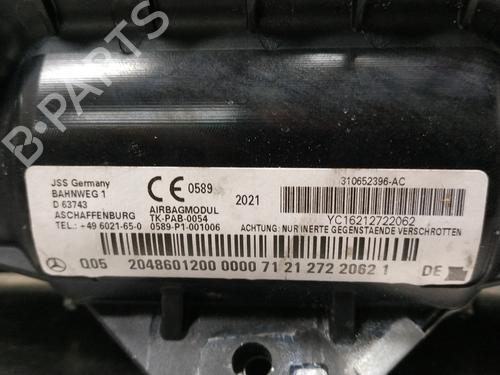 B-PARTS
JSS Germany
BAHNWEG 1
D 63743
ASCHAFFENBURG
TEL.: +49 6021-65-0
CE 0589
AIRBAGMODUL
TK-PAB-0054
0589-P1-001006
2021
310652396-AC
YC16212722062
ACHTUNG: NUR INERTE GEGENSTAENDE VERSCHROTTEN
Q05 2048601200 0000 71 21 272 2062 1 DE